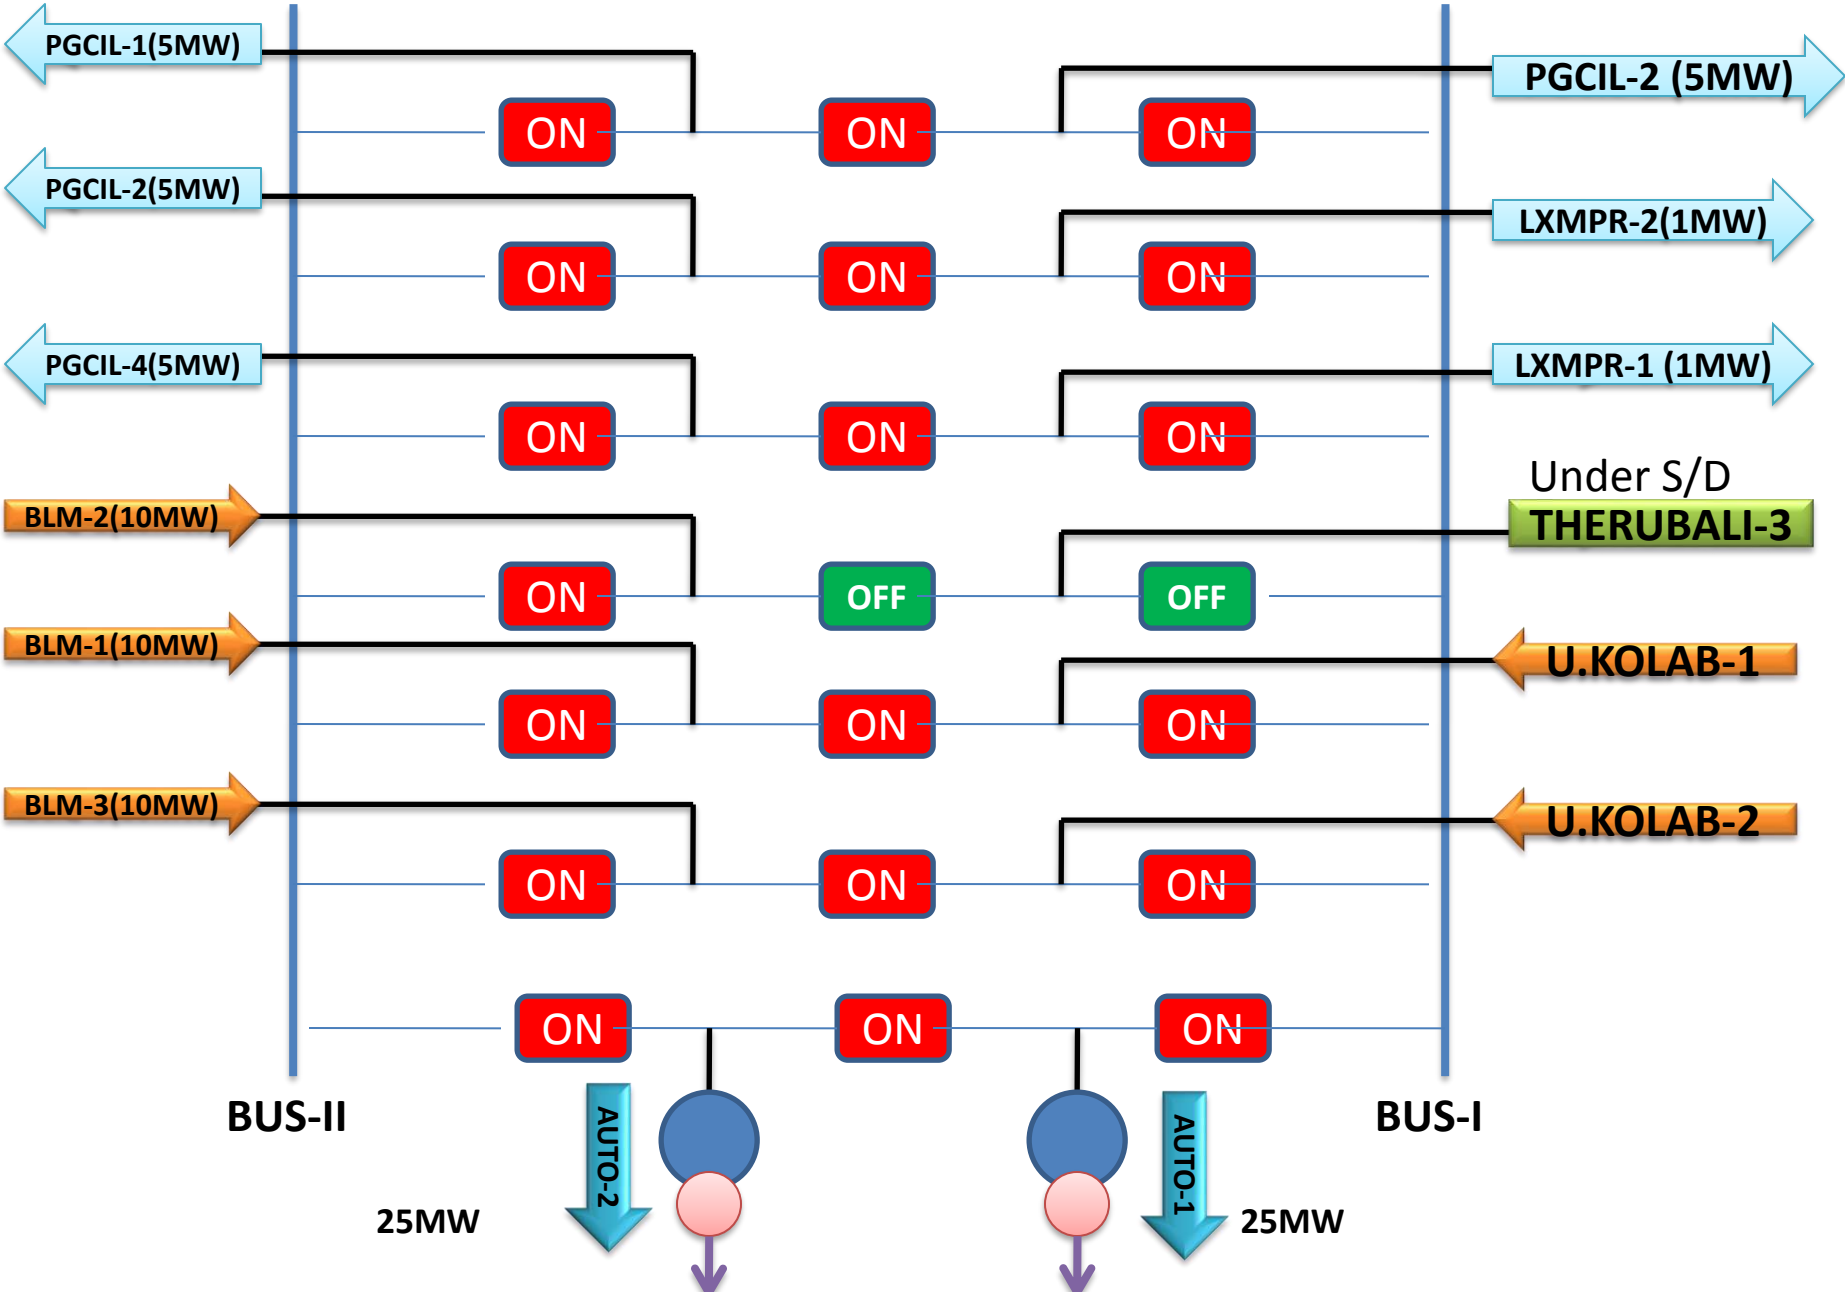 PGCIL-1(5MW)
PGCIL-2 (5MW)
ON
ON
ON
PGCIL-2(5MW)
LXMPR-2(1MW)
ON
ON
ON
PGCIL-4(5MW)
LXMPR-1 (1MW)
ON
ON
ON
Under S/D
BLM-2(10MW)
THERUBALI-3
ON
OFF
OFF
BLM-1(10MW)
U.KOLAB-1
ON
ON
ON
BLM-3(10MW)
U.KOLAB-2
ON
ON
ON
ON
ON
ON
BUS-II
BUS-I
AUTO-2
AUTO-1
25MW
25MW